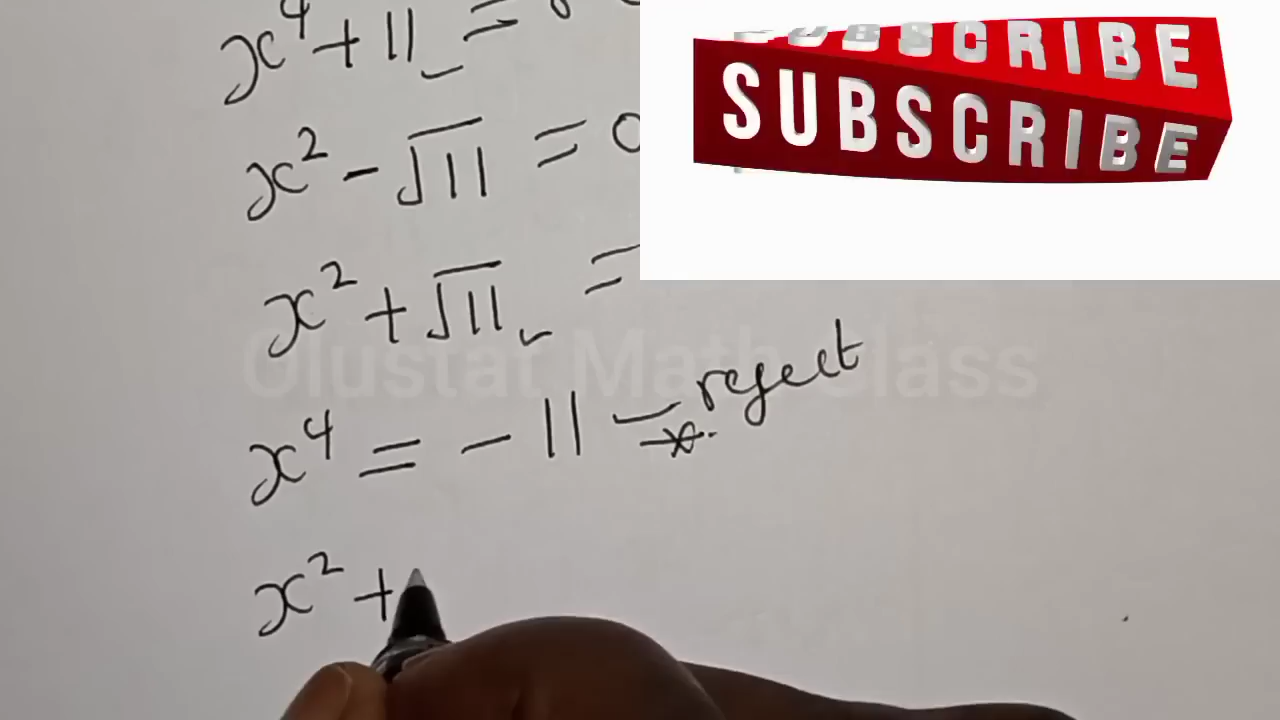 x⁴ + 11 =
SUBSCRIBE
SUBSCRIBE
x² - √11 = 0
x² + √11 =
Olustat Math Class
x⁴ = - 11 - reject
x² +